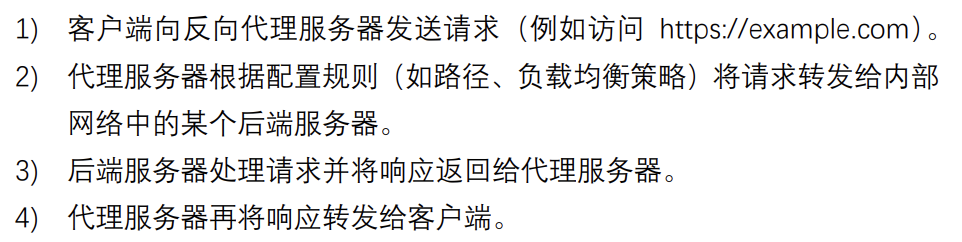 1) 客户端向反向代理服务器发送请求（例如访问 https://example.com）。
2) 代理服务器根据配置规则（如路径、负载均衡策略）将请求转发给内部
网络中的某个后端服务器。
3) 后端服务器处理请求并将响应返回给代理服务器。
4) 代理服务器再将响应转发给客户端。